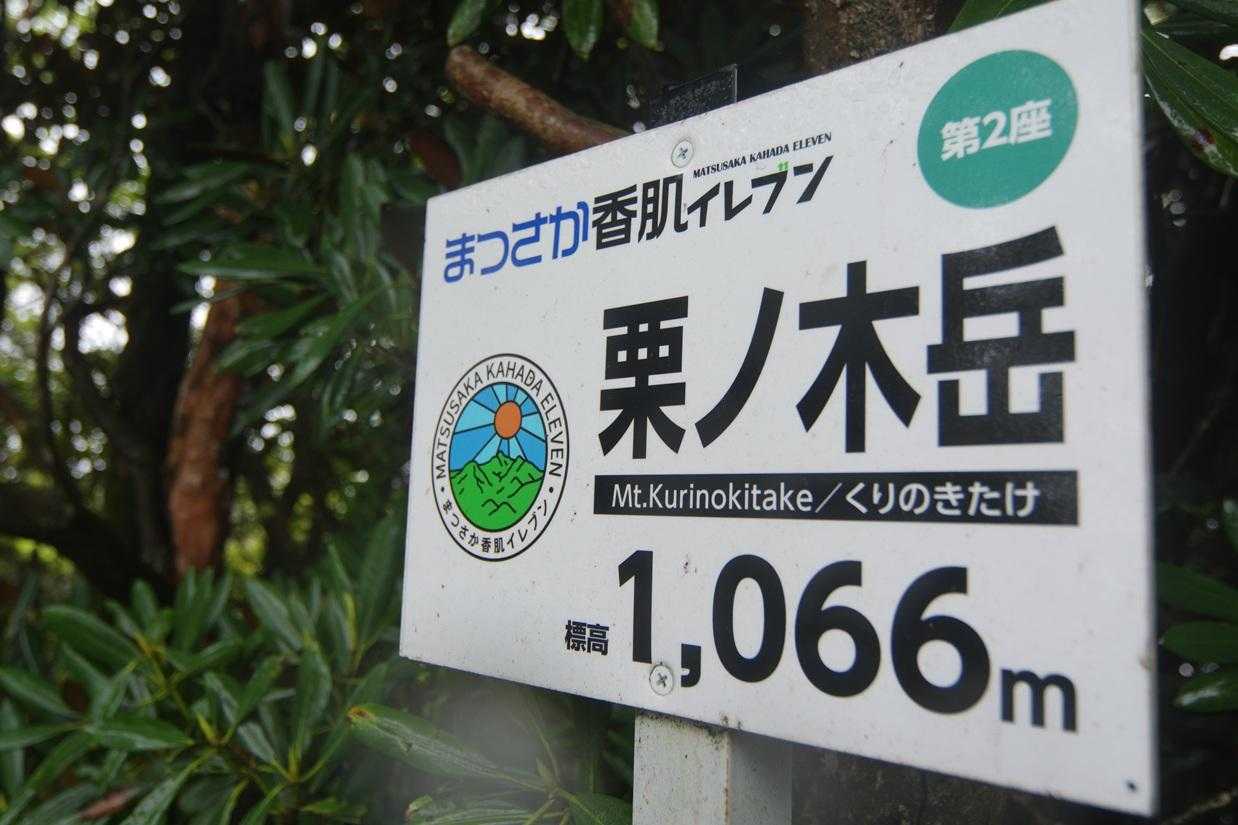 第2座
MATSUSAKA KAHADA ELEVEN
まつさか香肌イレブン
栗ノ木岳
Mt.Kurinokitake／くりのきたけ
標高1,066m
MATSUSAKA KAHADA ELEVEN
まつさか香肌イレブン